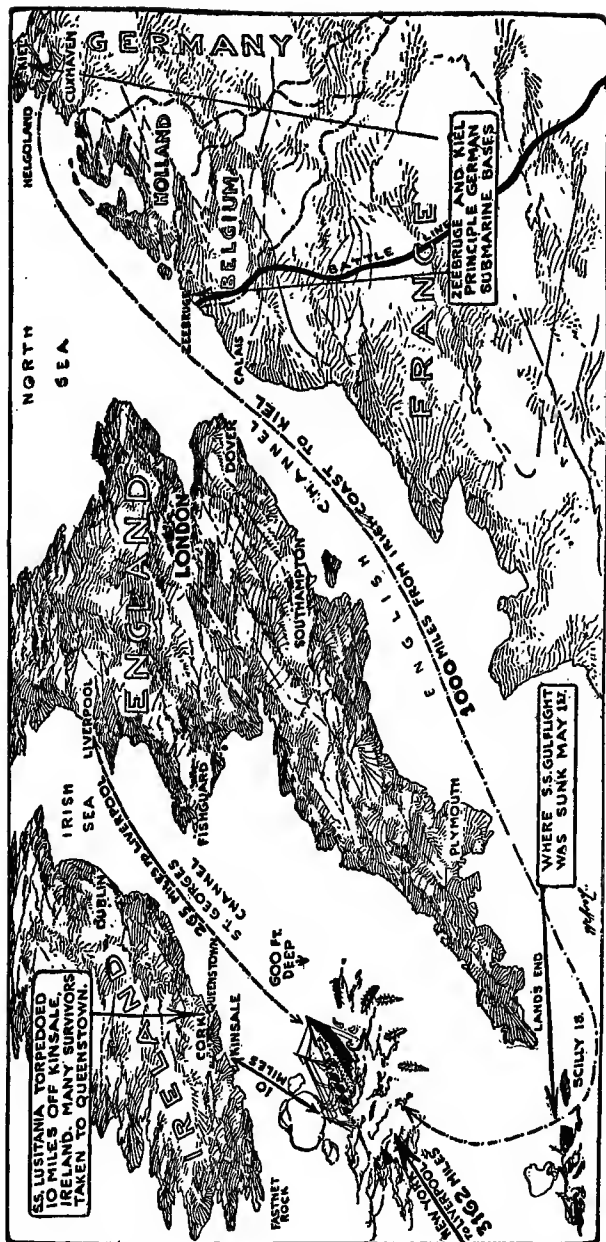 S.S. LUSITANIA TORPEDOED
10 MILES OFF KINSALE,
IRELAND. MANY SURVIVORS
TAKEN TO QUEENSTOWN.
IRELAND
DUBLIN
CORK
QUEENSTOWN
KINSALE
FASTNET
ROCK
10
MILES
IRISH
SEA
LIVERPOOL
265 MILES TO LIVERPOOL
ST. GEORGES
CHANNEL
FISHGUARD
600 FT.
DEEP
NEW YORK
TO LIVERPOOL
3162 MILES
ENGLAND
LONDON
DOVER
SOUTHAMPTON
PLYMOUTH
LANDS END
SCILLY IS.
WHERE S.S. GULFLIGHT
WAS SUNK MAY 1ST.
NORTH
SEA
HELGOLAND
KIEL
CUXHAVEN
GERMANY
HOLLAND
BELGIUM
ZEEBRUGE
CALAIS
ENGLISH CHANNEL
1000 MILES FROM IRISH COAST TO KIEL
BATTLE LINE
FRANCE
ZEEBRUGE AND KIEL
PRINCIPLE GERMAN
SUBMARINE BASES